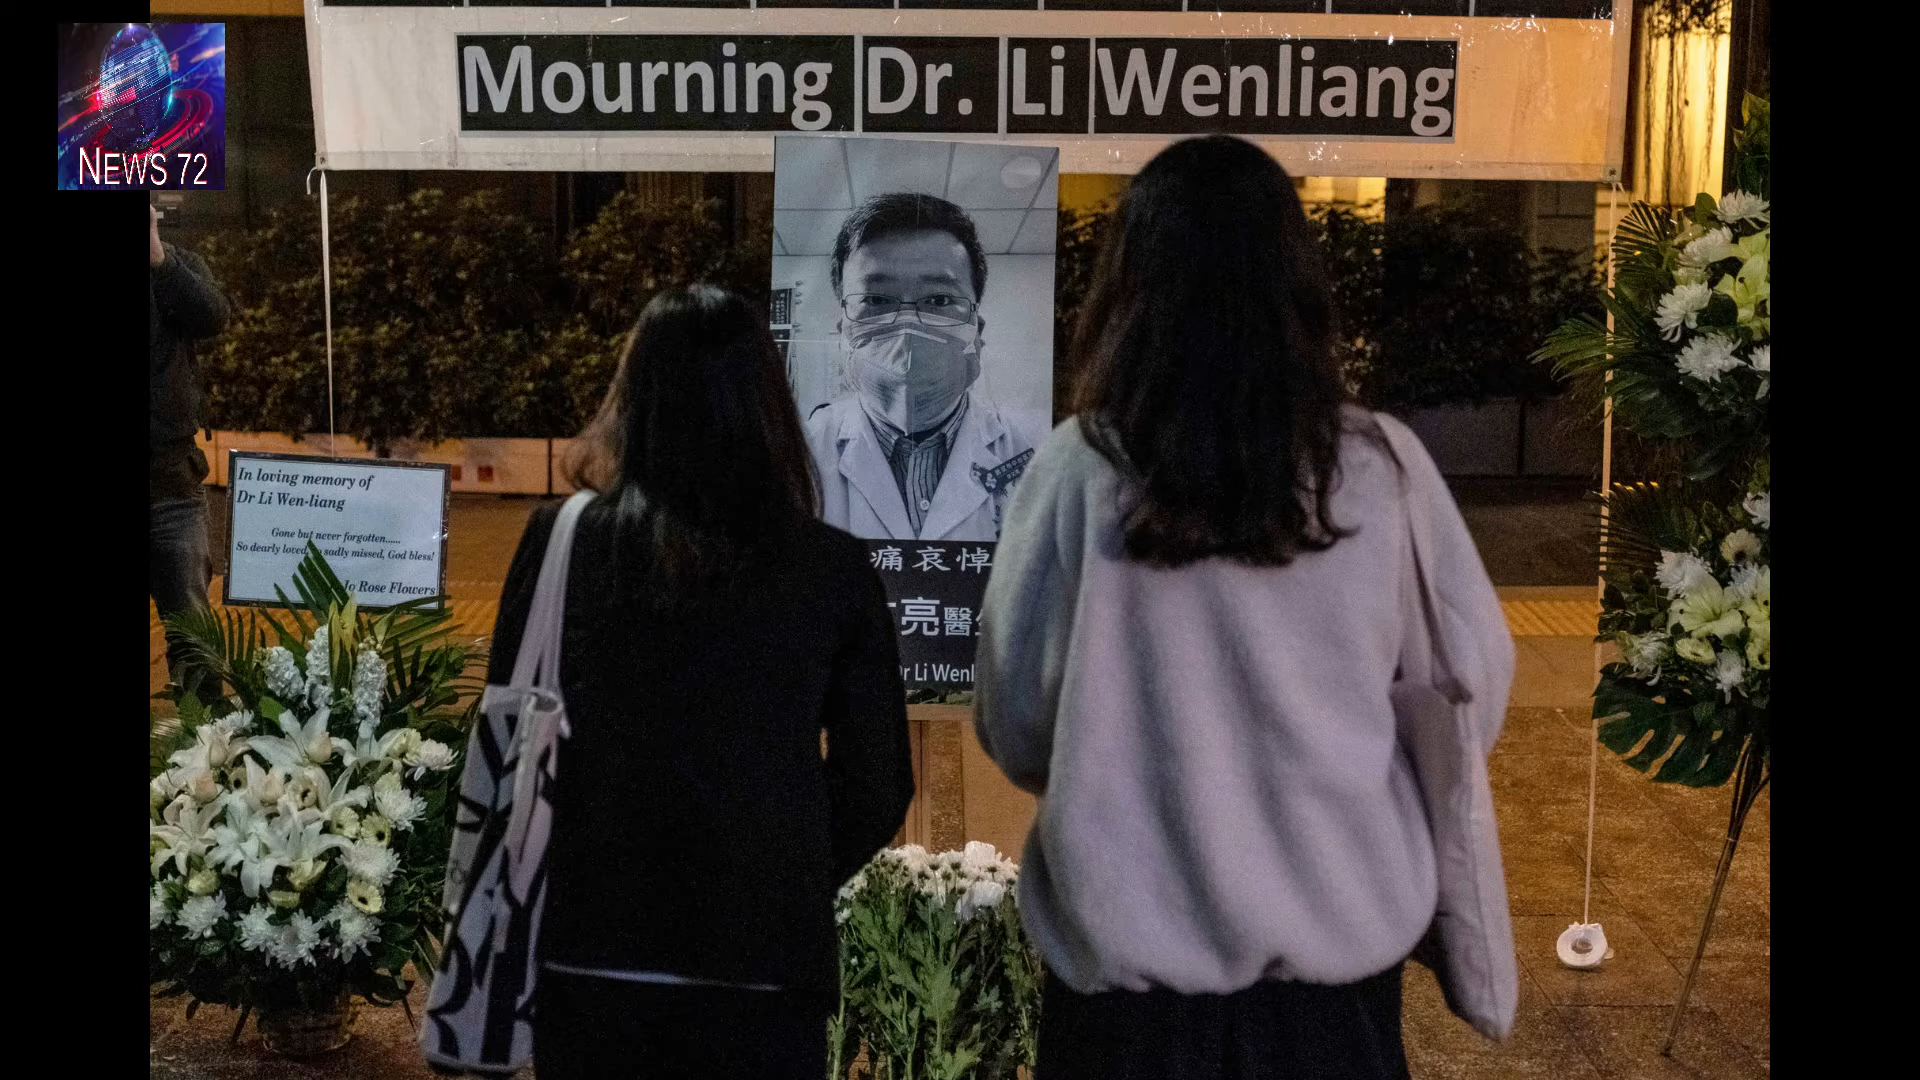 Mourning Dr. Li Wenliang
NEWS 72
In loving memory of
Dr Li Wen-liang
Gone but never forgotten......
So dearly loved, sadly missed, God bless!
Jo Rose Flowers
痛哀悼
亮醫
Dr Li Wenl